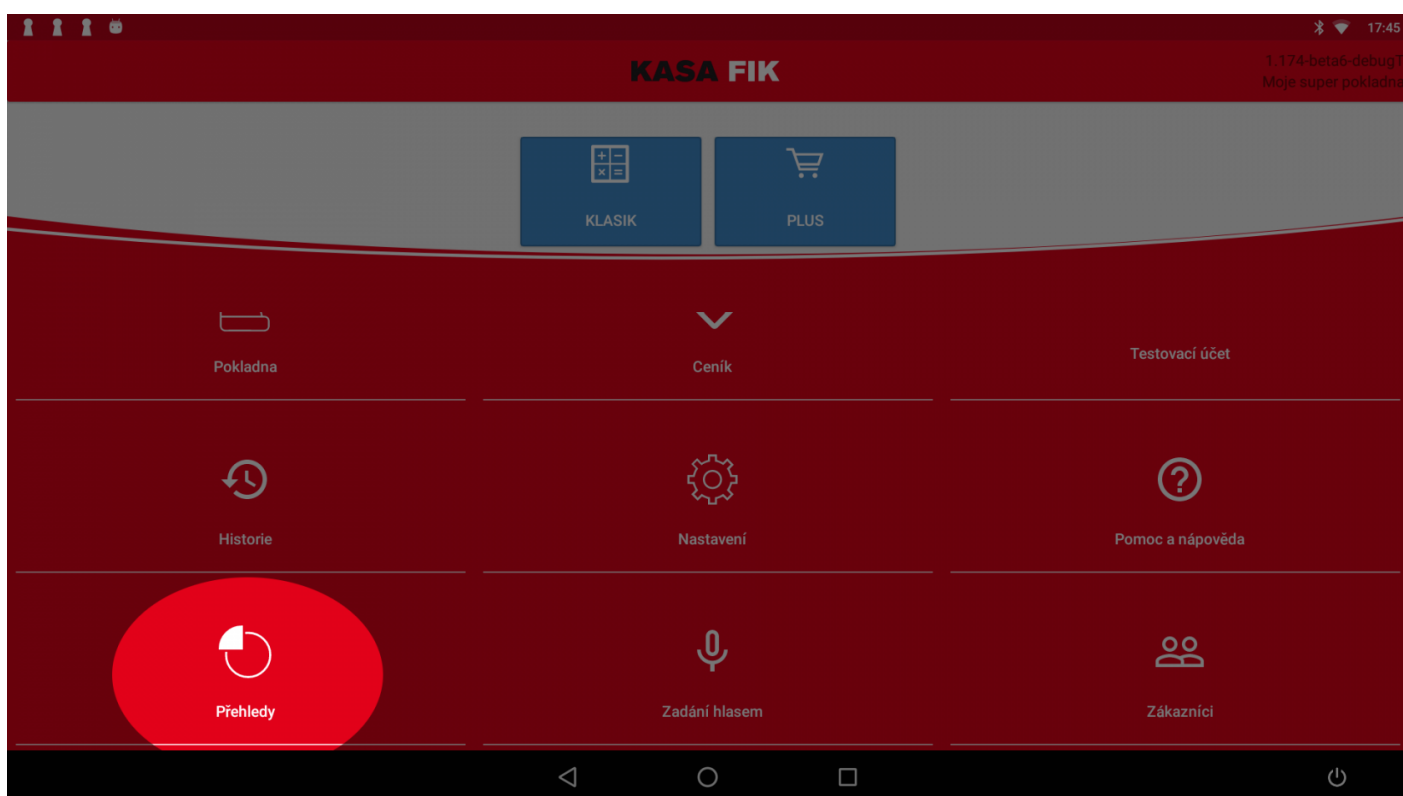 17:45
KASA FIK
1.174-beta6-debugT
Moje super pokladna
KLASIK
PLUS
Pokladna
Ceník
Testovací účet
Historie
Nastavení
Pomoc a nápověda
Přehledy
Zadání hlasem
Zákazníci